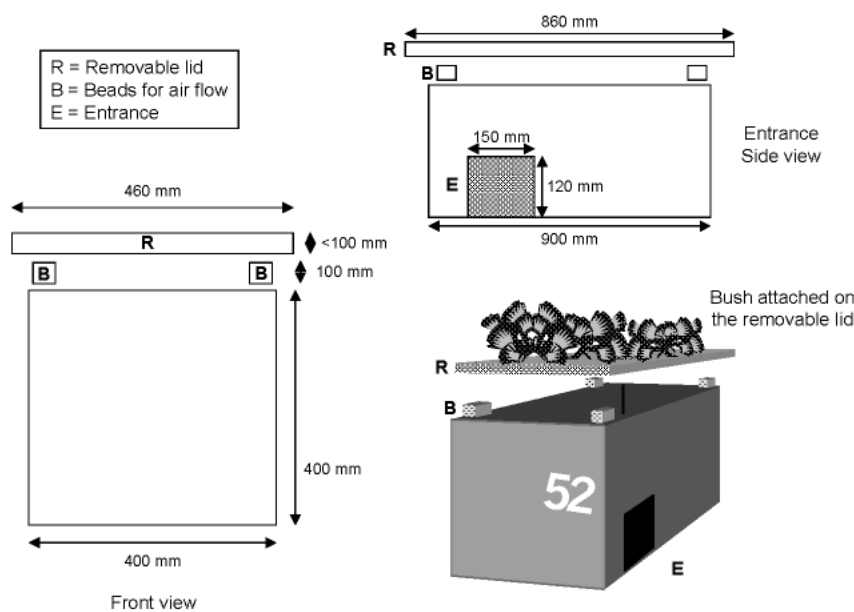 R = Removable lid
B = Beads for air flow
E = Entrance
860 mm
R
B
150 mm
E
120 mm
900 mm
Entrance
Side view
460 mm
R
<100 mm
B
B
100 mm
400 mm
400 mm
Front view
Bush attached on
the removable lid
R
B
52
E